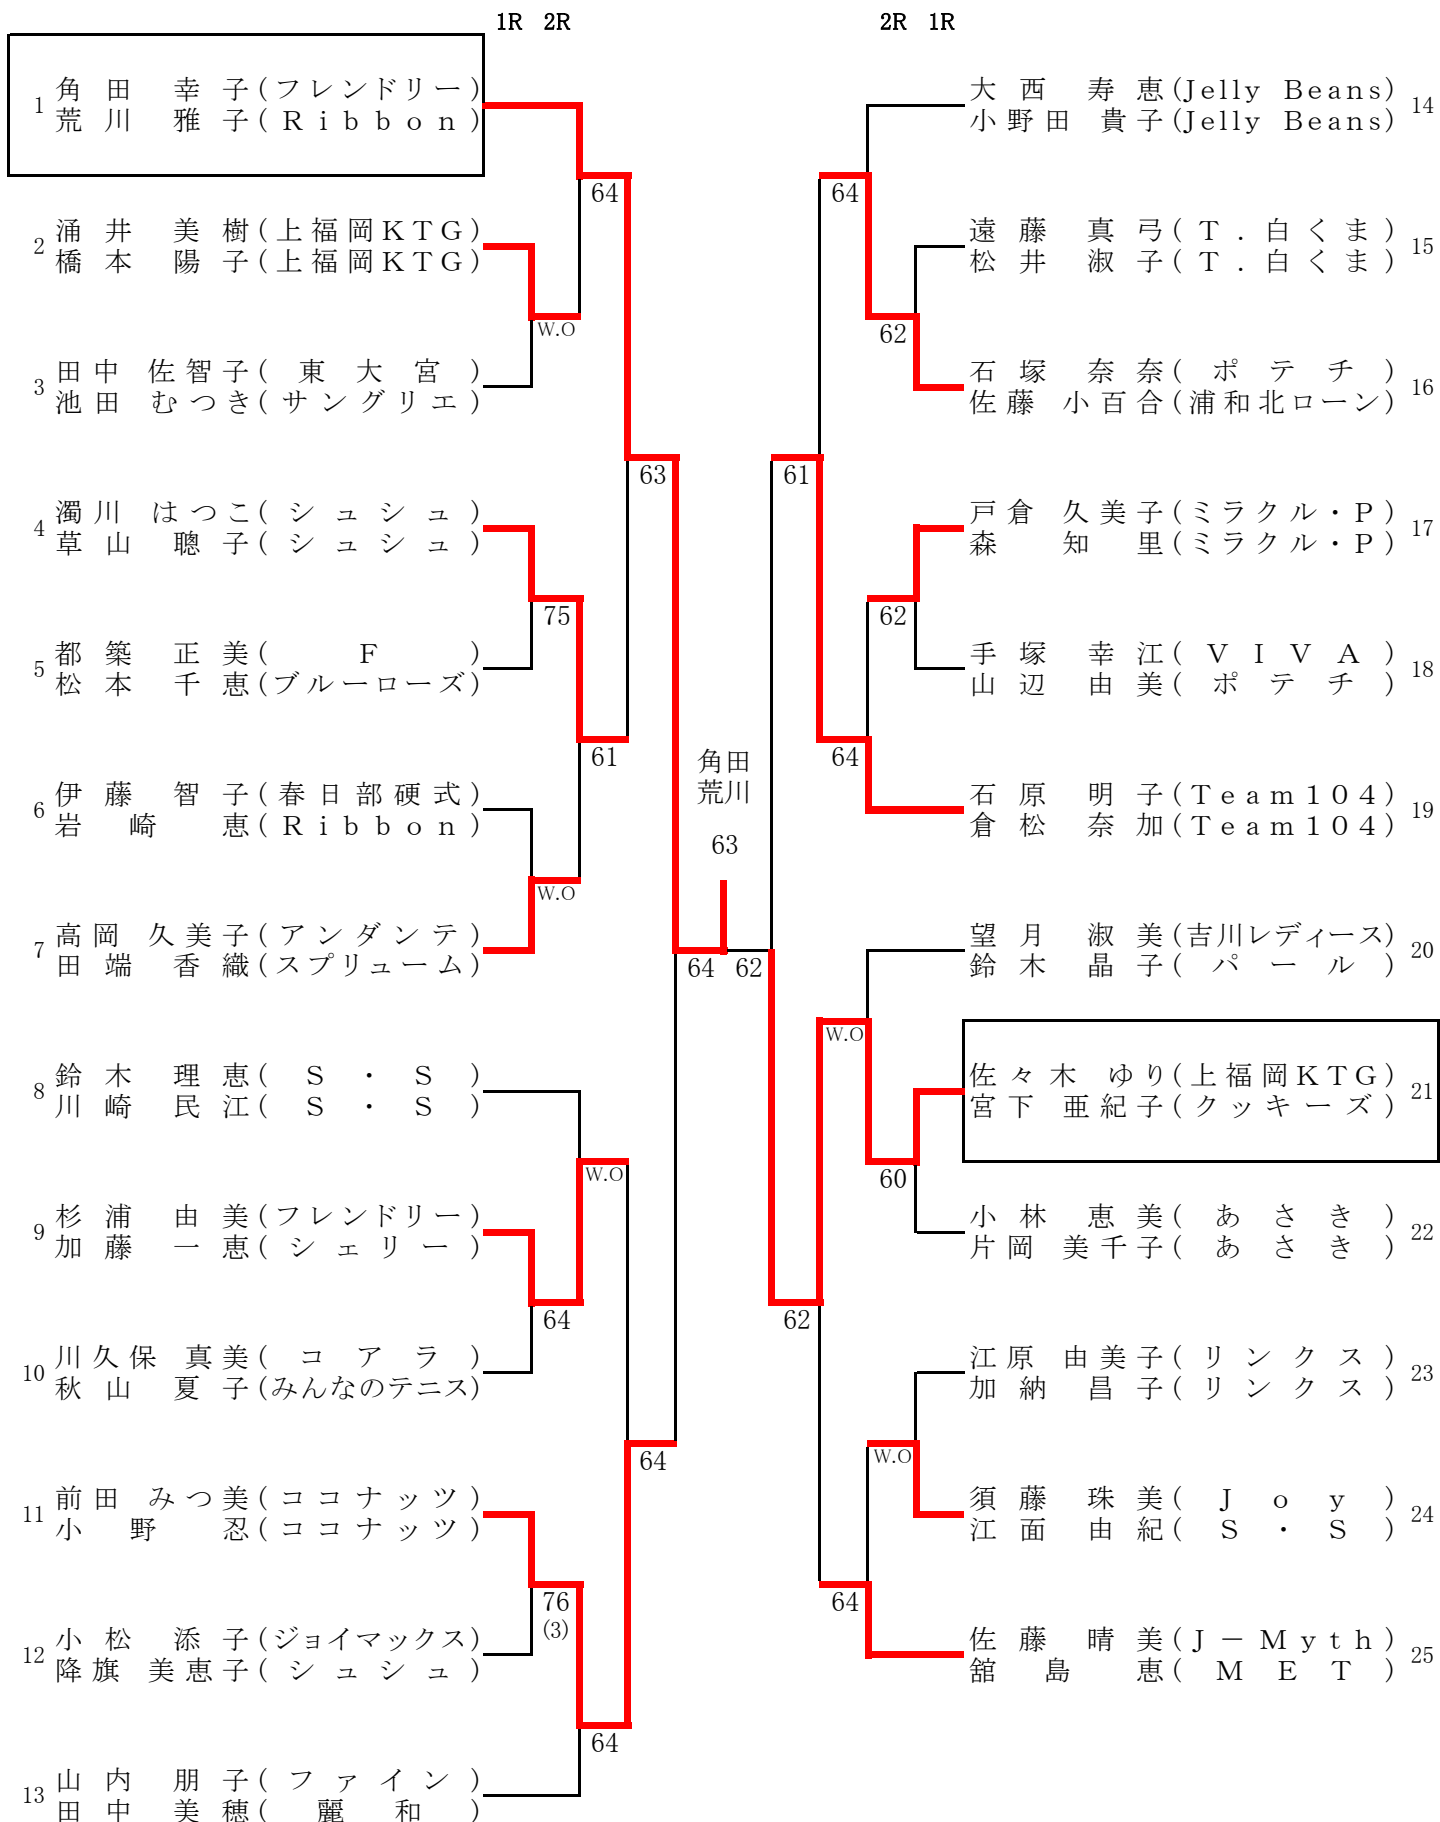 1R 2R
1 角田 幸子(フレンドリー)
荒川 雅子(Ribbon)
64
2 涌井 美樹(上福岡KTG)
橋本 陽子(上福岡KTG)
W.O
3 田中 佐智子(東大宮)
池田 むつき(サングリエ)
63
4 濁川 はつこ(シュシュ)
草山 聰子(シュシュ)
75
5 都築 正美(F)
松本 千恵(ブルーローズ)
61
6 伊藤 智子(春日部硬式)
岩崎 恵(Ribbon)
W.O
7 高岡 久美子(アンダンテ)
田端 香織(スプリューム)
64
8 鈴木 理恵(S・S)
川崎 民江(S・S)
W.O
9 杉浦 由美(フレンドリー)
加藤 一恵(シェリー)
64
10 川久保 真美(コアラ)
秋山 夏子(みんなのテニス)
64
11 前田 みつ美(ココナッツ)
小野 忍(ココナッツ)
76
(3)
12 小松 添子(ジョイマックス)
降旗 美恵子(シュシュ)
64
13 山内 朋子(ファイン)
田中 美穂(麗和)
角田
荒川
63
2R 1R
大西 寿恵(Jelly Beans) 14
小野田 貴子(Jelly Beans)
64
遠藤 真弓(T.白くま) 15
松井 淑子(T.白くま)
62
石塚 奈奈(ポテチ) 16
佐藤 小百合(浦和北ローン)
61
戸倉 久美子(ミラクル・P) 17
森 知里(ミラクル・P)
62
手塚 幸江(VIVA) 18
山辺 由美(ポテチ)
64
石原 明子(Team104) 19
倉松 奈加(Team104)
62
望月 淑美(吉川レディース) 20
鈴木 晶子(パール)
W.O
佐々木 ゆり(上福岡KTG) 21
宮下 亜紀子(クッキーズ)
60
小林 恵美(あさき) 22
片岡 美千子(あさき)
62
江原 由美子(リンクス) 23
加納 昌子(リンクス)
W.O
須藤 珠美(Joy) 24
江面 由紀(S・S)
64
佐藤 晴美(J－Myth) 25
舘島 恵(MET)